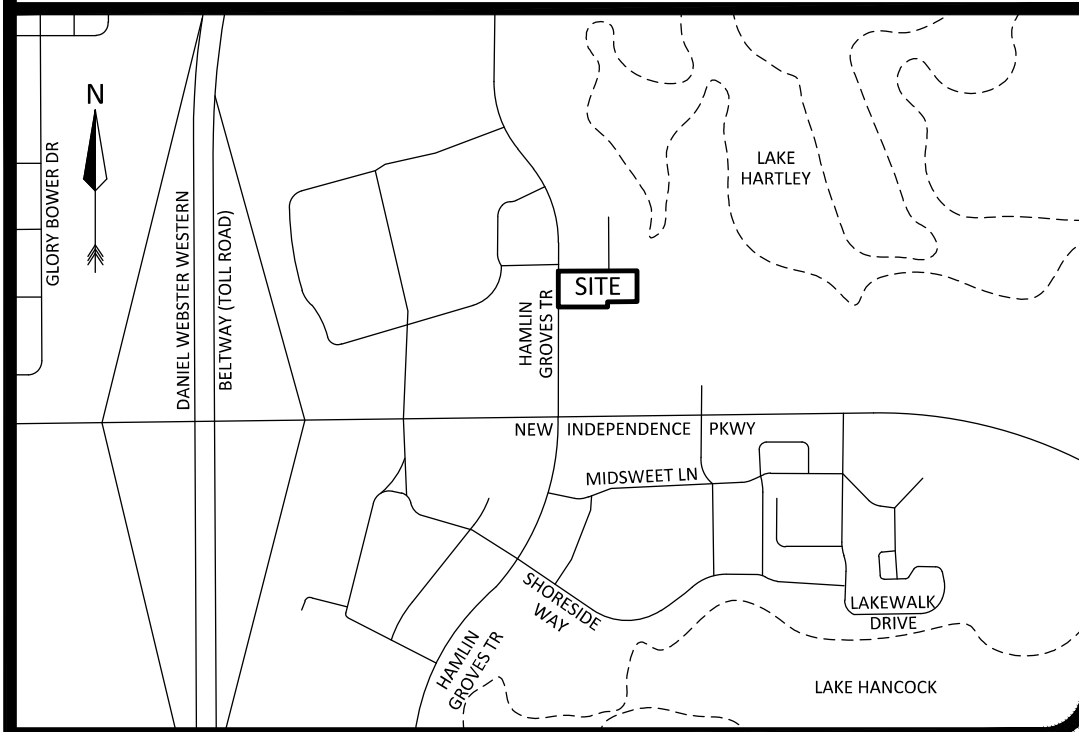 N
GLORY BOWER DR
DANIEL WEBSTER WESTERN
BELTWAY (TOLL ROAD)
LAKE
HARTLEY
SITE
HAMLIN
GROVES TR
NEW INDEPENDENCE PKWY
MIDSWEET LN
SHORESIDE
WAY
LAKEWALK
DRIVE
HAMLIN
GROVES TR
LAKE HANCOCK